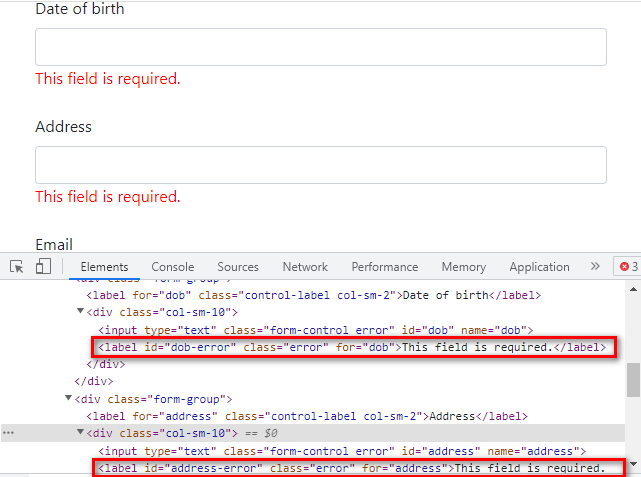 Date of birth
This field is required.
Address
This field is required.
Email
Elements Console Sources Network Performance Memory Application » 3
<div class="form-group">
<label for="dob" class="control-label col-sm-2">Date of birth</label>
▼<div class="col-sm-10">
<input type="text" class="form-control error" id="dob" name="dob">
<label id="dob-error" class="error" for="dob">This field is required.</label>
</div>
</div>
▼<div class="form-group">
<label for="address" class="control-label col-sm-2">Address</label>
••• ▼<div class="col-sm-10"> == $0
<input type="text" class="form-control error" id="address" name="address">
<label id="address-error" class="error" for="address">This field is required.